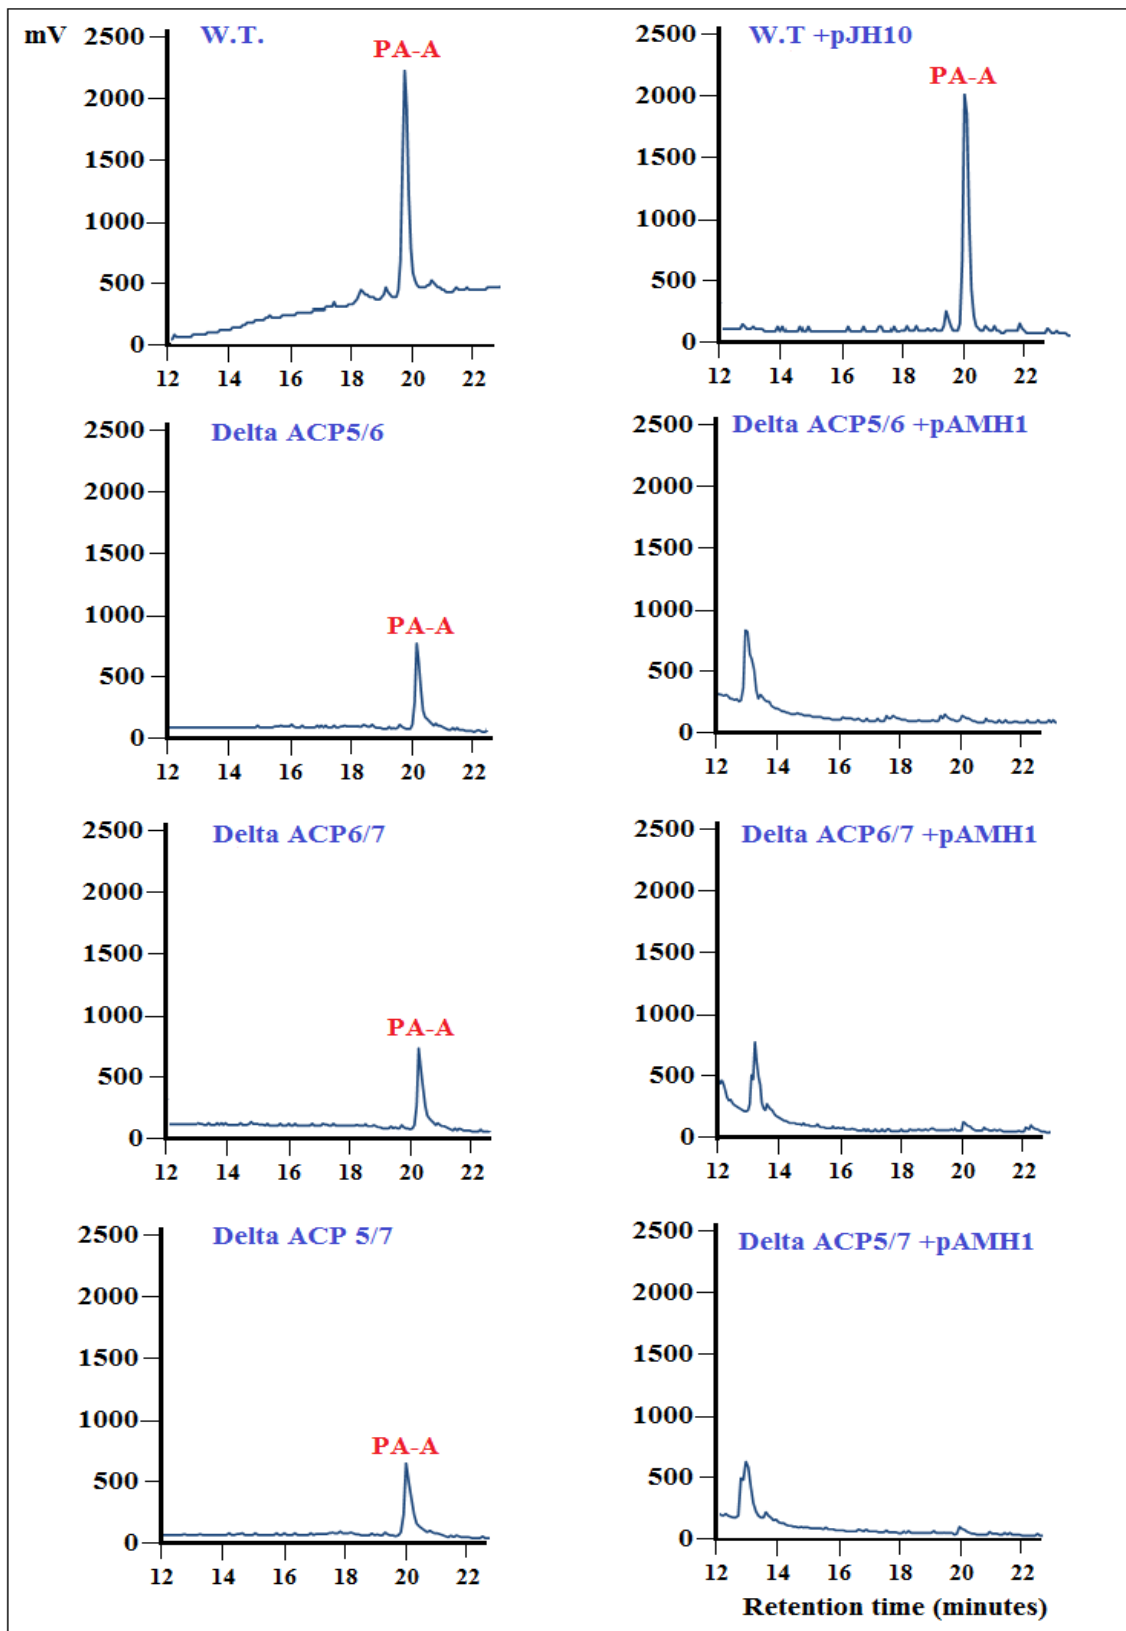 mV
W.T.
PA-A
2500
2000
1500
1000
500
0
12 14 16 18 20 22
W.T +pJH10
PA-A
2500
2000
1500
1000
500
0
12 14 16 18 20 22
Delta ACP5/6
PA-A
2500
2000
1500
1000
500
0
12 14 16 18 20 22
Delta ACP5/6 +pAMH1
2500
2000
1500
1000
500
0
12 14 16 18 20 22
Delta ACP6/7
PA-A
2500
2000
1500
1000
500
0
12 14 16 18 20 22
Delta ACP6/7 +pAMH1
2500
2000
1500
1000
500
0
12 14 16 18 20 22
Delta ACP 5/7
PA-A
2500
2000
1500
1000
500
0
12 14 16 18 20 22
Delta ACP5/7 +pAMH1
2500
2000
1500
1000
500
0
12 14 16 18 20 22
Retention time (minutes)